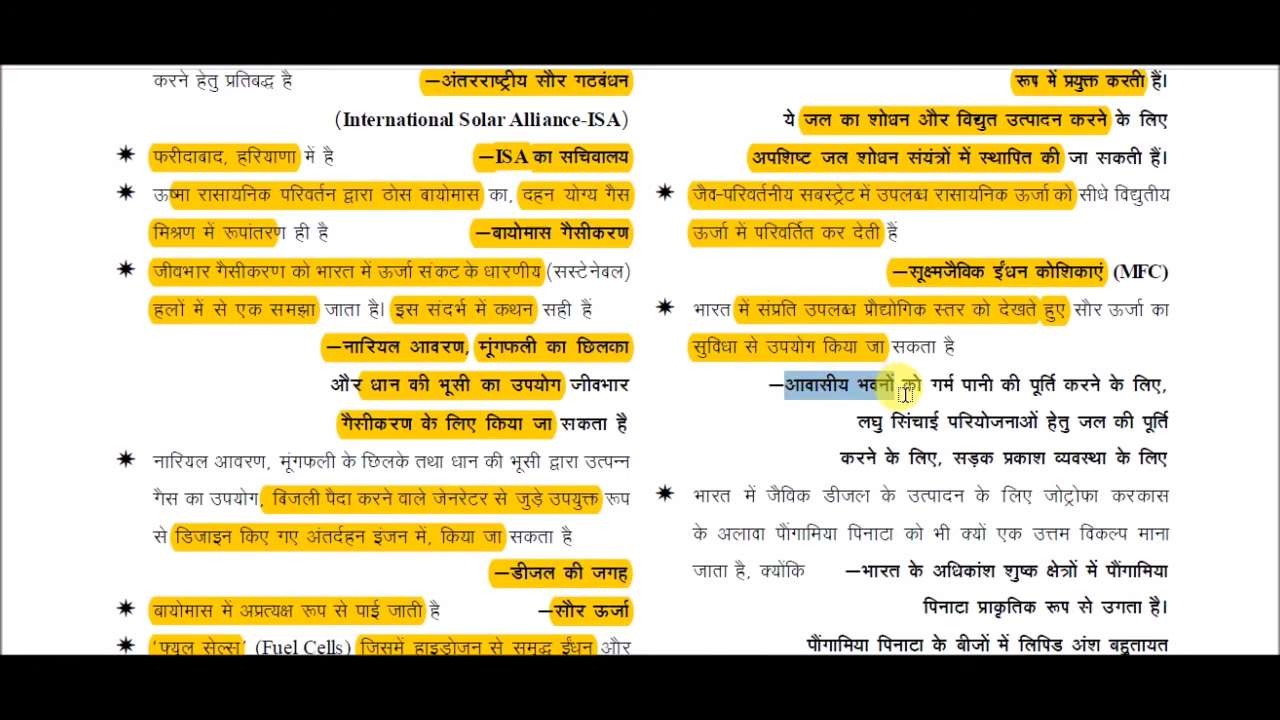 करने हेतु प्रतिबद्ध है —अंतरराष्ट्रीय सौर गठबंधन
(International Solar Alliance-ISA)
* फरीदाबाद, हरियाणा में है —ISA का सचिवालय
* ऊष्मा रासायनिक परिवर्तन द्वारा ठोस बायोमास का, दहन योग्य गैस
मिश्रण में रूपांतरण ही है —बायोमास गैसीकरण
* जीवभार गैसीकरण को भारत में ऊर्जा संकट के धारणीय (सस्टेनेबल)
हलों में से एक समझा जाता है। इस संदर्भ में कथन सही हैं
—नारियल आवरण, मूंगफली का छिलका
और धान की भूसी का उपयोग जीवभार
गैसीकरण के लिए किया जा सकता है
* नारियल आवरण, मूंगफली के छिलके तथा धान की भूसी द्वारा उत्पन्न
गैस का उपयोग, बिजली पैदा करने वाले जेनरेटर से जुड़े उपयुक्त रूप
से डिजाइन किए गए अंतर्दहन इंजन में, किया जा सकता है
—डीजल की जगह
* बायोमास में अप्रत्यक्ष रूप से पाई जाती है —सौर ऊर्जा
* 'फ्यूल सेल्स' (Fuel Cells) जिसमें हाइड्रोजन से समृद्ध ईंधन और
रूप में प्रयुक्त करती हैं।
ये जल का शोधन और विद्युत उत्पादन करने के लिए
अपशिष्ट जल शोधन संयंत्रों में स्थापित की जा सकती हैं।
* जैव-परिवर्तनीय सबस्ट्रेट में उपलब्ध रासायनिक ऊर्जा को सीधे विद्युतीय
ऊर्जा में परिवर्तित कर देती हैं
—सूक्ष्मजैविक ईंधन कोशिकाएं (MFC)
* भारत में संप्रति उपलब्ध प्रौद्योगिक स्तर को देखते हुए सौर ऊर्जा का
सुविधा से उपयोग किया जा सकता है
—आवासीय भवनों को गर्म पानी की पूर्ति करने के लिए,
लघु सिंचाई परियोजनाओं हेतु जल की पूर्ति
करने के लिए, सड़क प्रकाश व्यवस्था के लिए
* भारत में जैविक डीजल के उत्पादन के लिए जोट्रोफा करकास
के अलावा पौंगामिया पिनाटा को भी क्यों एक उत्तम विकल्प माना
जाता है, क्योंकि —भारत के अधिकांश शुष्क क्षेत्रों में पौंगामिया
पिनाटा प्राकृतिक रूप से उगता है।
पौंगामिया पिनाटा के बीजों में लिपिड अंश बहुतायत